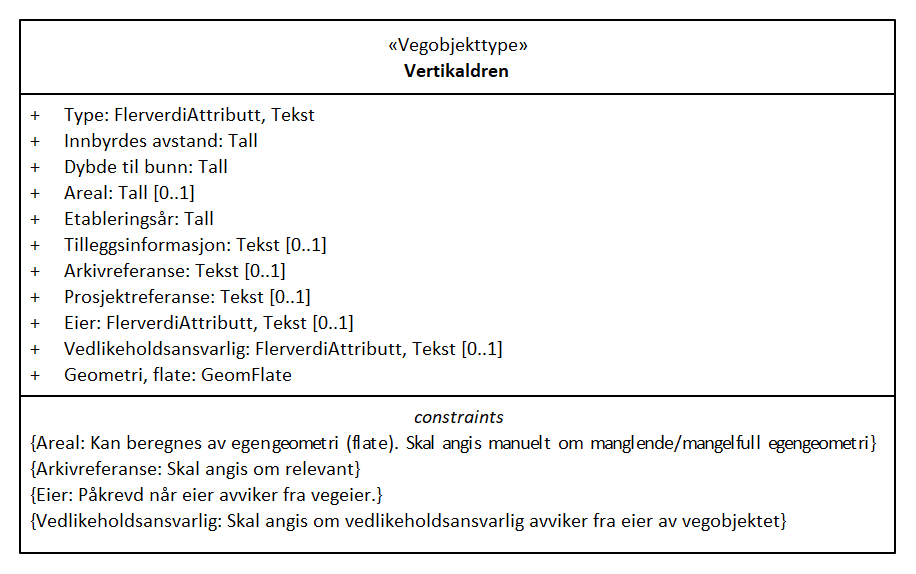 «Vegobjekttype»
Vertikaldren
+ Type: FlerverdiAttributt, Tekst
+ Innbyrdes avstand: Tall
+ Dybde til bunn: Tall
+ Areal: Tall [0..1]
+ Etableringsår: Tall
+ Tilleggsinformasjon: Tekst [0..1]
+ Arkivreferanse: Tekst [0..1]
+ Prosjektreferanse: Tekst [0..1]
+ Eier: FlerverdiAttributt, Tekst [0..1]
+ Vedlikeholdsansvarlig: FlerverdiAttributt, Tekst [0..1]
+ Geometri, flate: GeomFlate
constraints
{Areal: Kan beregnes av egengeometri (flate). Skal angis manuelt om manglende/mangelfull egengeometri}
{Arkivreferanse: Skal angis om relevant}
{Eier: Påkrevd når eier avviker fra vegeier.}
{Vedlikeholdsansvarlig: Skal angis om vedlikeholdsansvarlig avviker fra eier av vegobjektet}